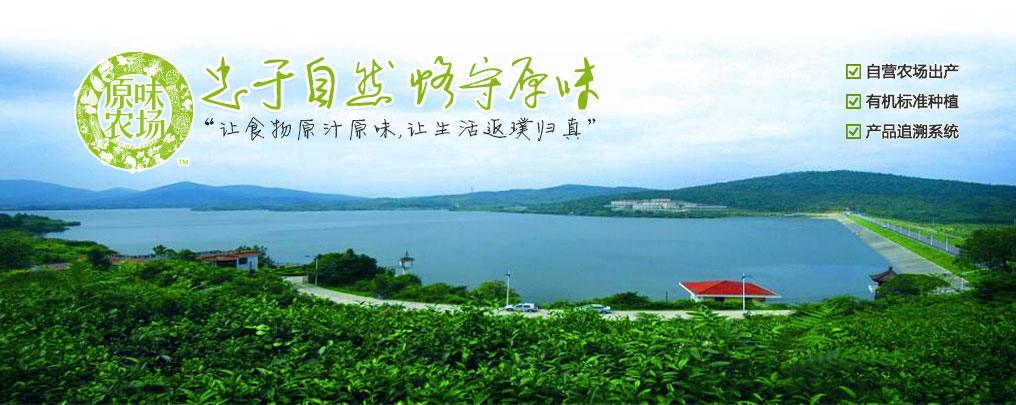 原味
农场
TM
忠于自然 恪守原味
“让食物原汁原味,让生活返璞归真”
自营农场出产
有机标准种植
产品追溯系统